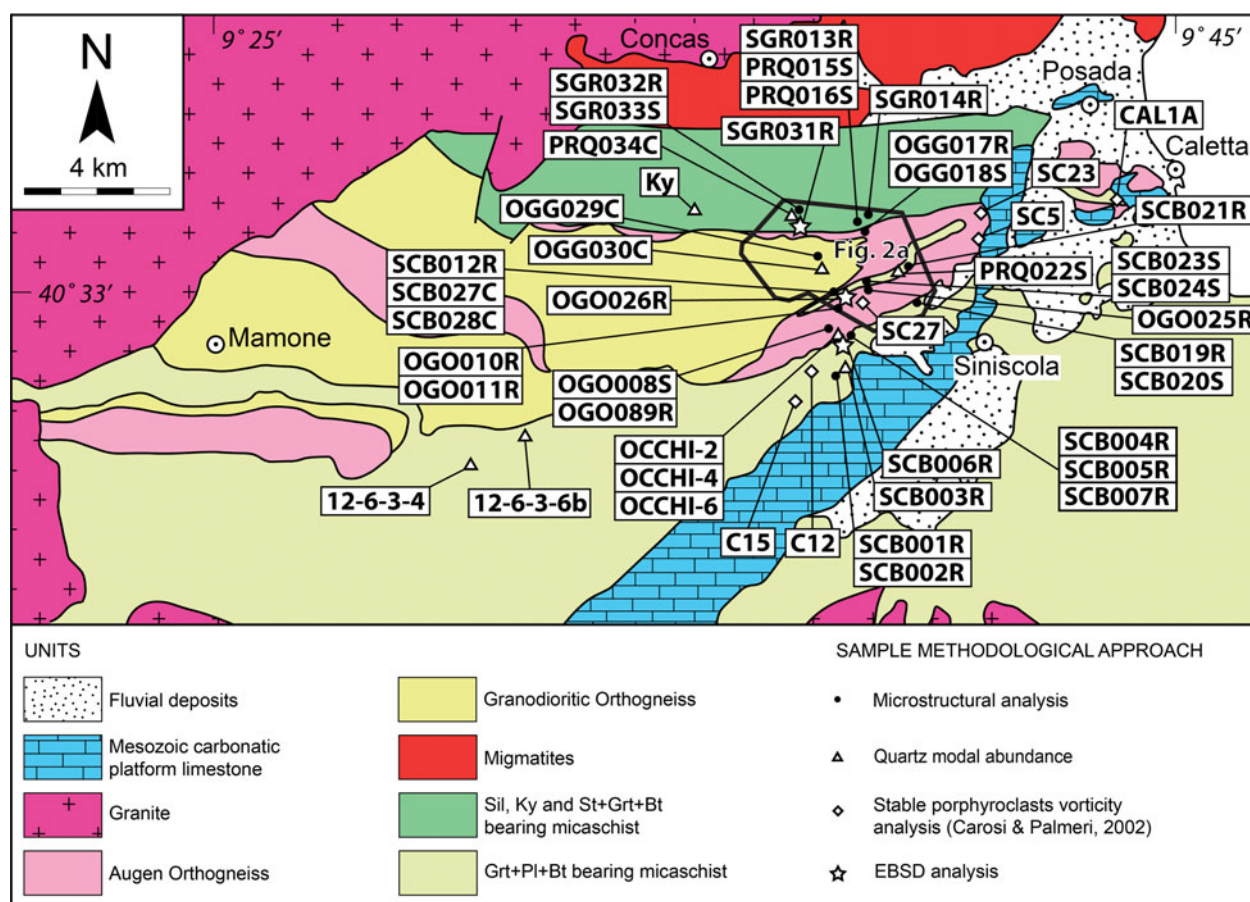 9° 25′
9° 45′
N
4 km
Concas
Posada
Caletta
SGR013R
PRQ015S
PRQ016S
SGR032R
SGR033S
SGR014R
CAL1A
PRQ034C
SGR031R
OGG017R
OGG018S
SC23
Ky
OGG029C
SC5
SCB021R
OGG030C
Fig. 2a
SCB012R
SCB027C
SCB028C
PRQ022S
SCB023S
SCB024S
40° 33′
OGO026R
OGO025R
Mamone
SC27
Siniscola
OGO010R
OGO011R
OGO008S
OGO089R
SCB019R
SCB020S
OCCHI-2
OCCHI-4
OCCHI-6
SCB006R
SCB003R
SCB004R
SCB005R
SCB007R
12-6-3-4
12-6-3-6b
C15
C12
SCB001R
SCB002R
UNITS
Fluvial deposits
Mesozoic carbonatic
platform limestone
Granite
Augen Orthogneiss
Granodioritic Orthogneiss
Migmatites
Sil, Ky and St+Grt+Bt
bearing micaschist
Grt+Pl+Bt bearing micaschist
SAMPLE METHODOLOGICAL APPROACH
Microstructural analysis
Quartz modal abundance
Stable porphyroclasts vorticity
analysis (Carosi & Palmeri, 2002)
EBSD analysis